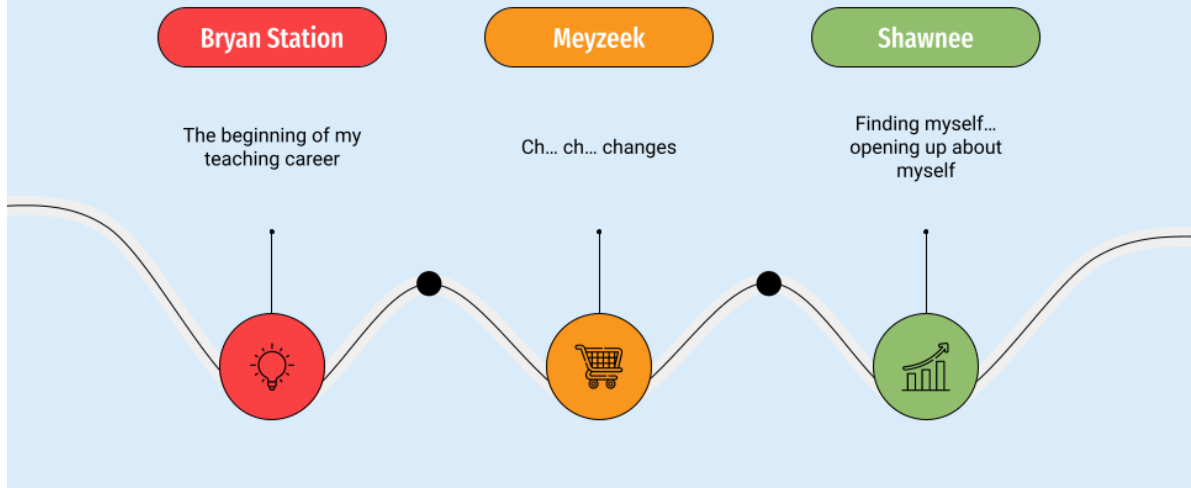 Bryan Station
Meyzeek
Shawnee
The beginning of my
teaching career
Ch... ch... changes
Finding myself...
opening up about
myself